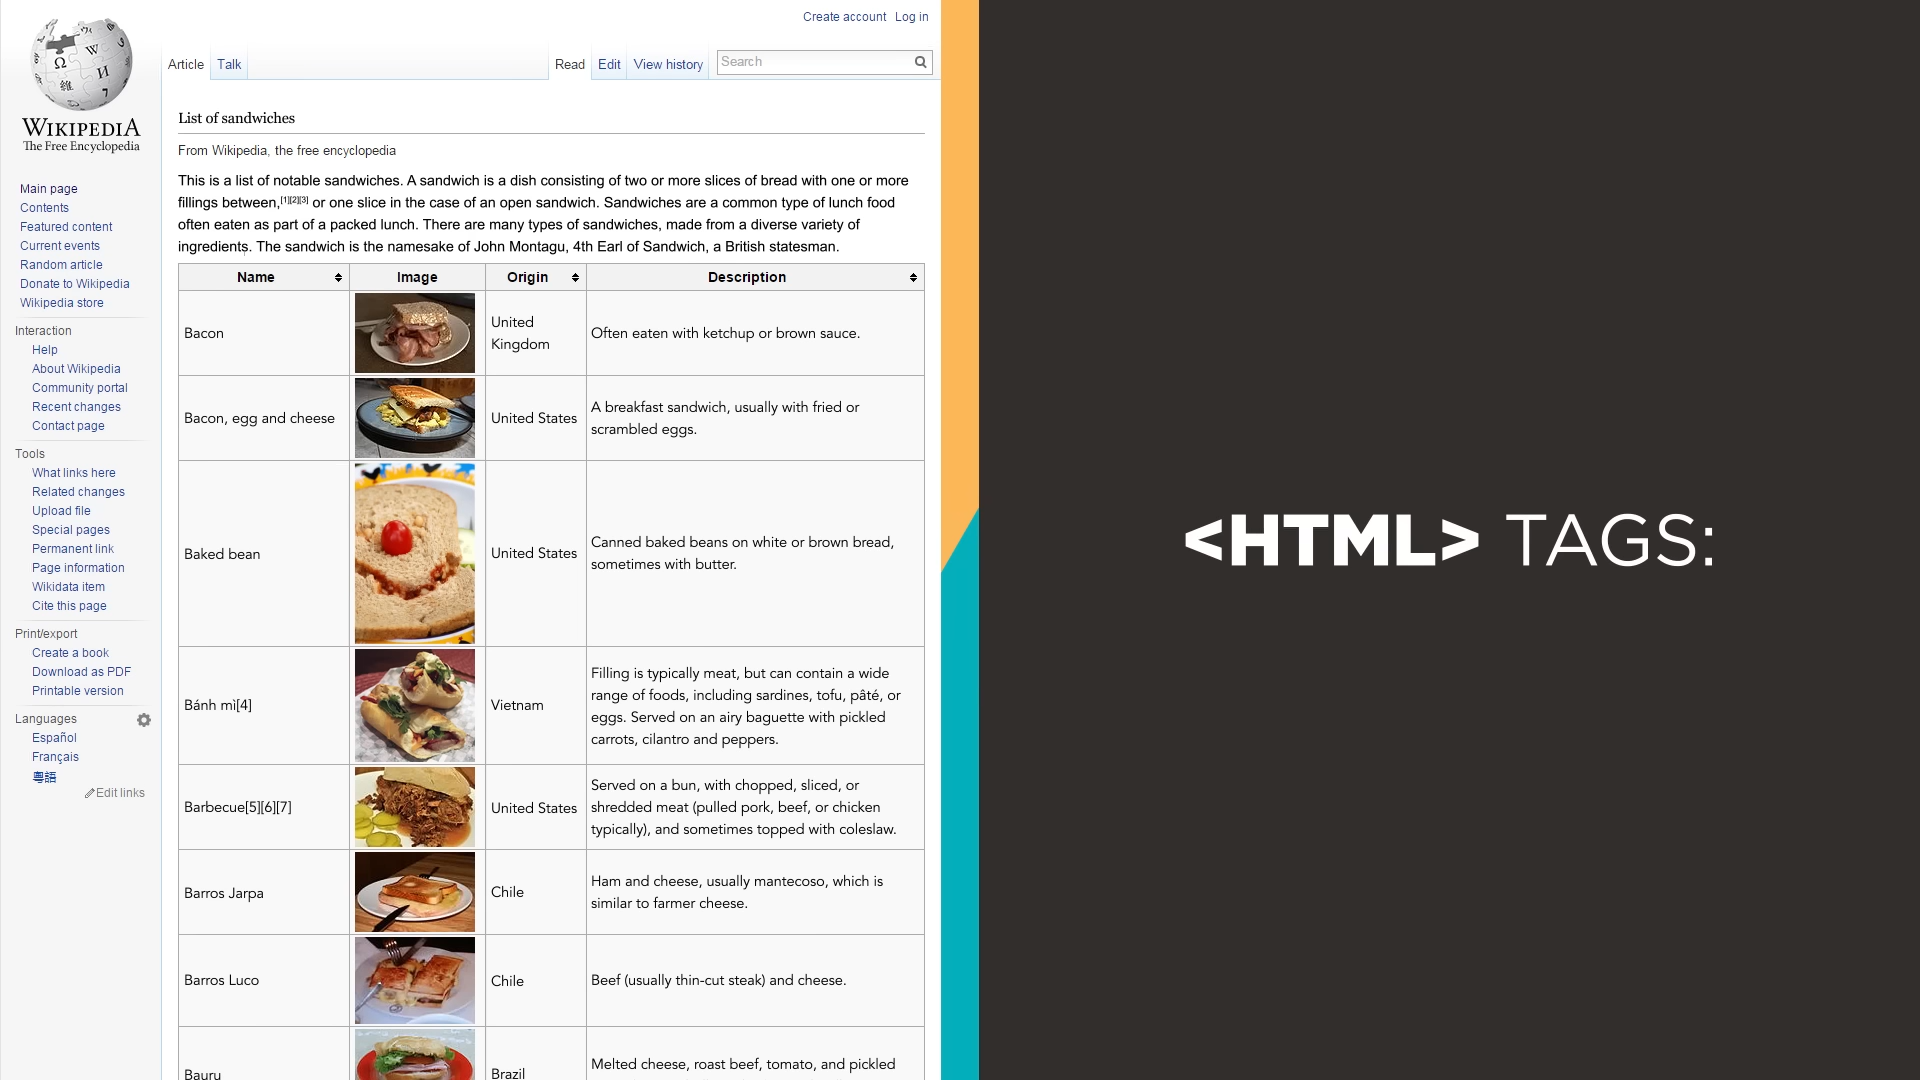 WIKIPEDIA
The Free Encyclopedia
Main page
Contents
Featured content
Current events
Random article
Donate to Wikipedia
Wikipedia store
Interaction
Help
About Wikipedia
Community portal
Recent changes
Contact page
Tools
What links here
Related changes
Upload file
Special pages
Permanent link
Page information
Wikidata item
Cite this page
Print/export
Create a book
Download as PDF
Printable version
Languages
Español
Français
粵語
Edit links
Create account Log in
Article Talk Read Edit View history Search
List of sandwiches
From Wikipedia, the free encyclopedia
This is a list of notable sandwiches. A sandwich is a dish consisting of two or more slices of bread with one or more
fillings between,[1][2][3] or one slice in the case of an open sandwich. Sandwiches are a common type of lunch food
often eaten as part of a packed lunch. There are many types of sandwiches, made from a diverse variety of
ingredients. The sandwich is the namesake of John Montagu, 4th Earl of Sandwich, a British statesman.
Name Image Origin Description
Bacon
United
Kingdom
Often eaten with ketchup or brown sauce.
Bacon, egg and cheese
United States
A breakfast sandwich, usually with fried or
scrambled eggs.
Baked bean
United States
Canned baked beans on white or brown bread,
sometimes with butter.
Bánh mì[4]
Vietnam
Filling is typically meat, but can contain a wide
range of foods, including sardines, tofu, pâté, or
eggs. Served on an airy baguette with pickled
carrots, cilantro and peppers.
Barbecue[5][6][7]
United States
Served on a bun, with chopped, sliced, or
shredded meat (pulled pork, beef, or chicken
typically), and sometimes topped with coleslaw.
Barros Jarpa
Chile
Ham and cheese, usually mantecoso, which is
similar to farmer cheese.
Barros Luco
Chile
Beef (usually thin-cut steak) and cheese.
Bauru
Brazil
Melted cheese, roast beef, tomato, and pickled
<HTML> TAGS: